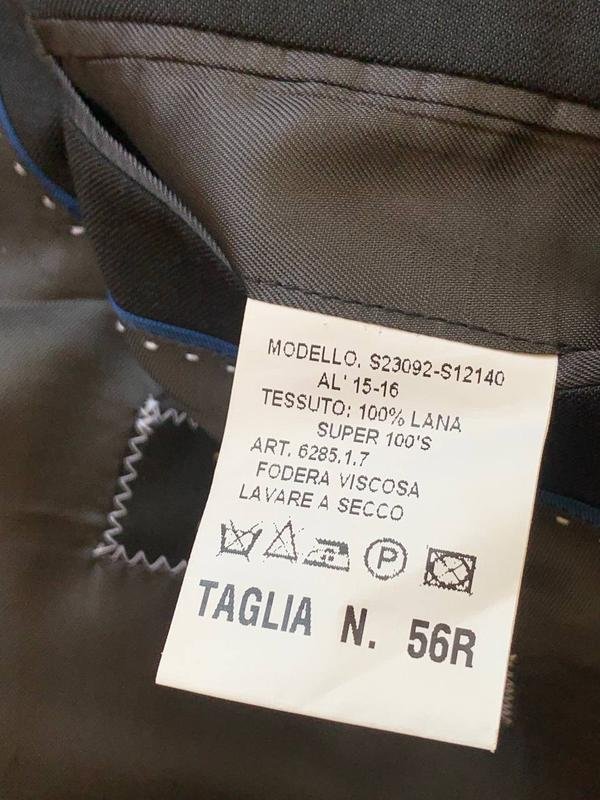 MODELLO. S23092-S12140
AL' 15-16
TESSUTO: 100% LANA
SUPER 100'S
ART. 6285.1.7
FODERA VISCOSA
LAVARE A SECCO
P
TAGLIA N. 56R